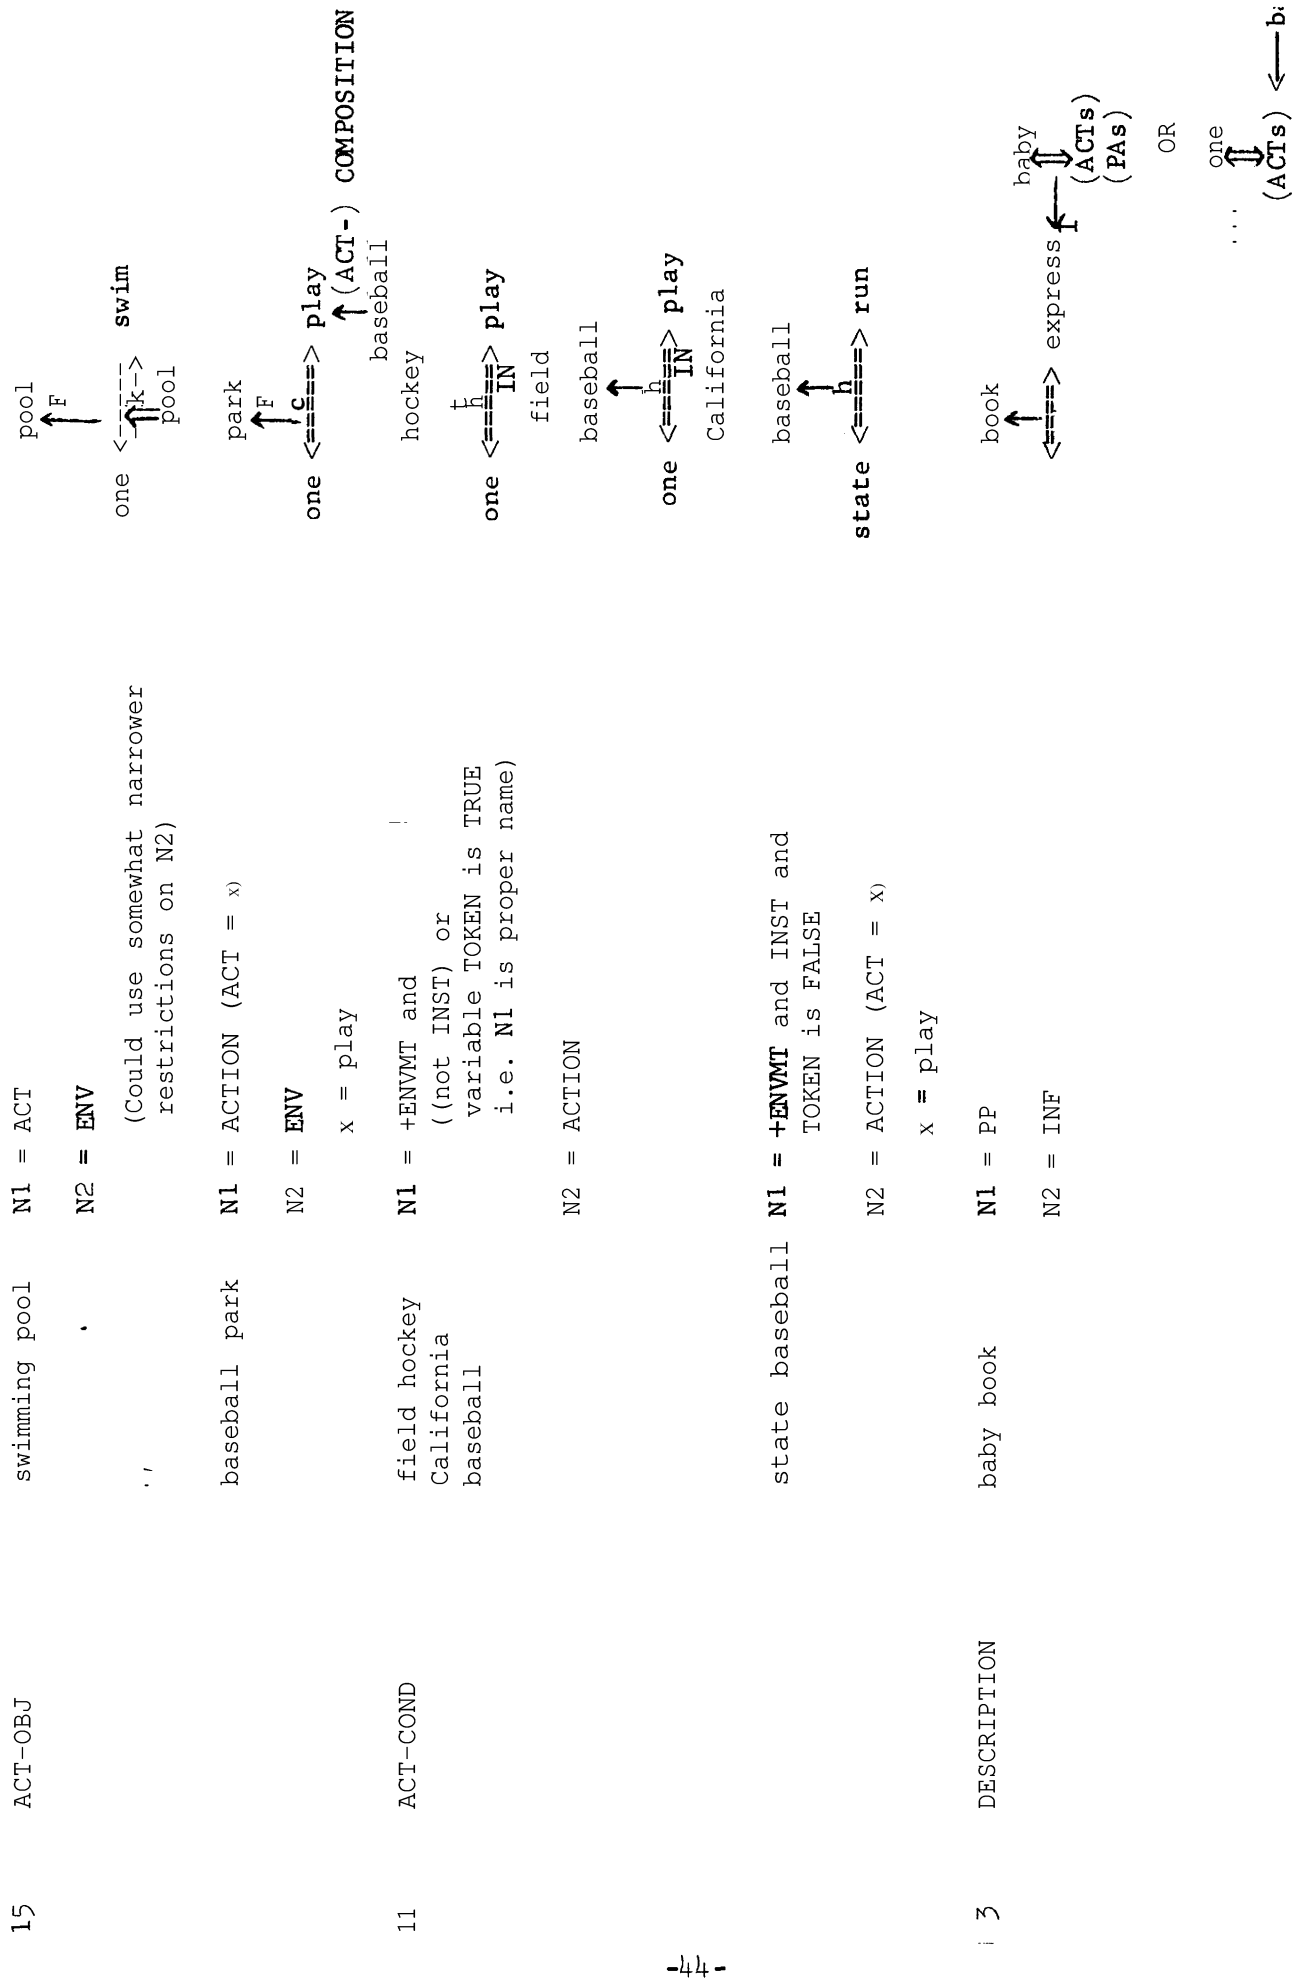 15 ACT-OBJ swimming pool N1 = ACT
pool
F
N2 = ENV
one <----- swim
k-->
pool
(Could use somewhat narrower
restrictions on N2)
baseball park N1 = ACTION (ACT = x)
park
F
N2 = ENV
c
one <=====> play (ACT-) COMPOSITION
x = play
baseball
11 ACT-COND field hockey N1 = +ENVMT and
California ((not INST) or
baseball variable TOKEN is TRUE
i.e. N1 is proper name)
hockey
h
one <=====> play
IN
field
N2 = ACTION
baseball
h
one <=====> play
IN
California
state baseball N1 = +ENVMT and INST and
TOKEN is FALSE
baseball
h
N2 = ACTION (ACT = x)
state <=====> run
x = play
3 DESCRIPTION baby book N1 = PP
book
baby
N2 = INF
<====> express
I
(ACTs)
(PAs)
OR
...
one
(ACTs)
-44-